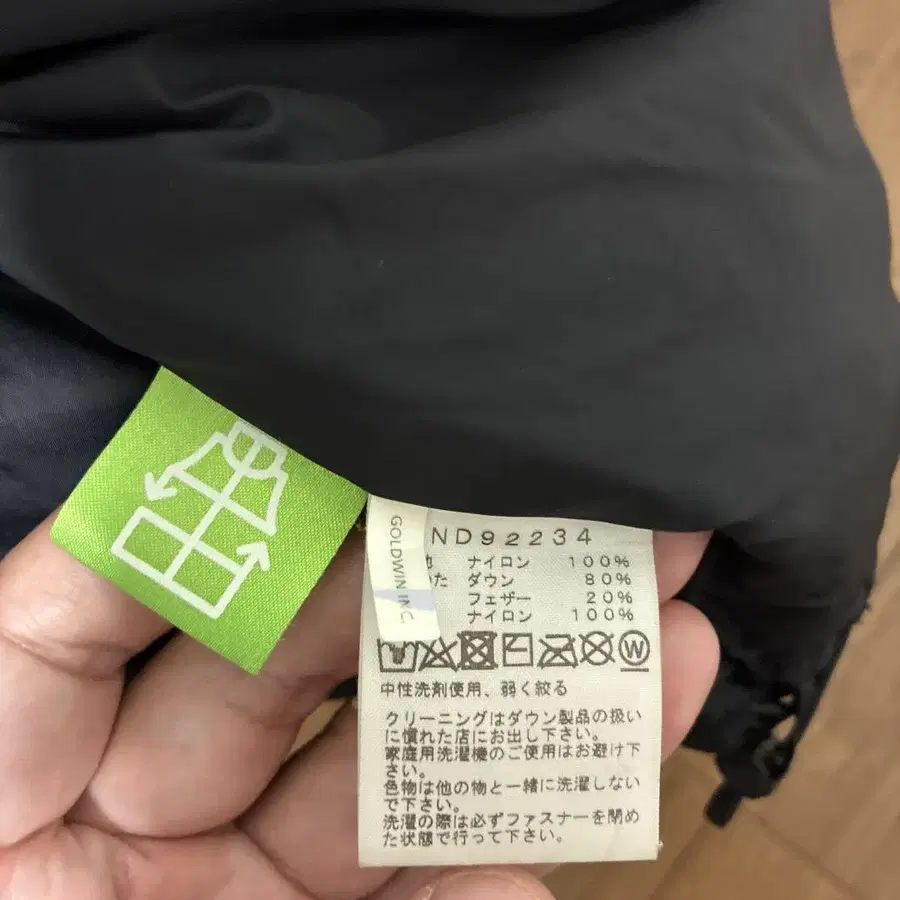 GOLDWIN INC.
ND92234
ナイロン 100%
ダウン 80%
フェザー 20%
ナイロン 100%
W
中性洗剤使用、弱く絞る
クリーニングはダウン製品の扱い
に慣れた店にお出し下さい。
家庭用洗濯機のご使用はお避け下
さい。
色物は他の物と一緒に洗濯しない
で下さい。
洗濯の際は必ずファスナーを閉め
た状態で行って下さい。